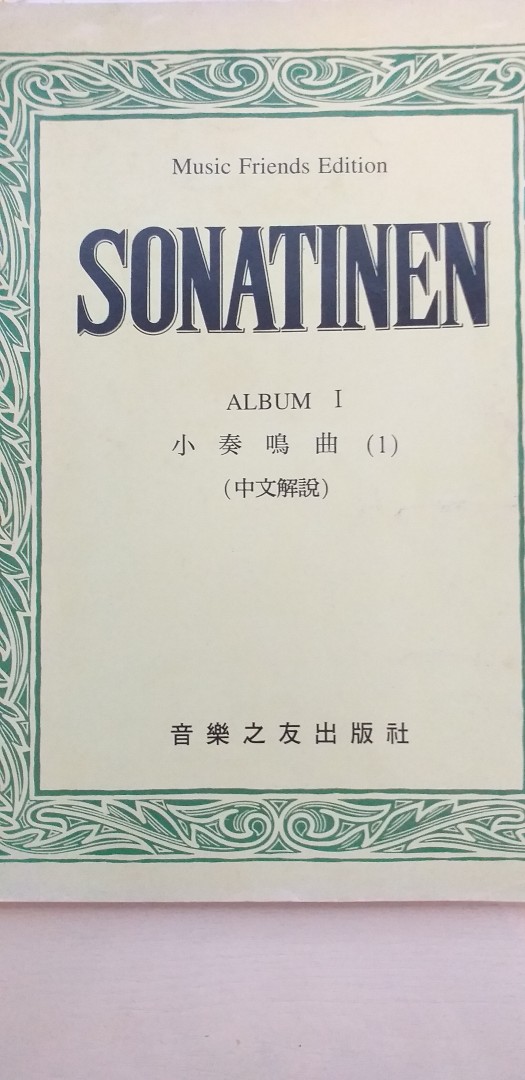 Music Friends Edition
SONATINEN
ALBUM I
小奏鳴曲 (1)
(中文解說)
音樂之友出版社